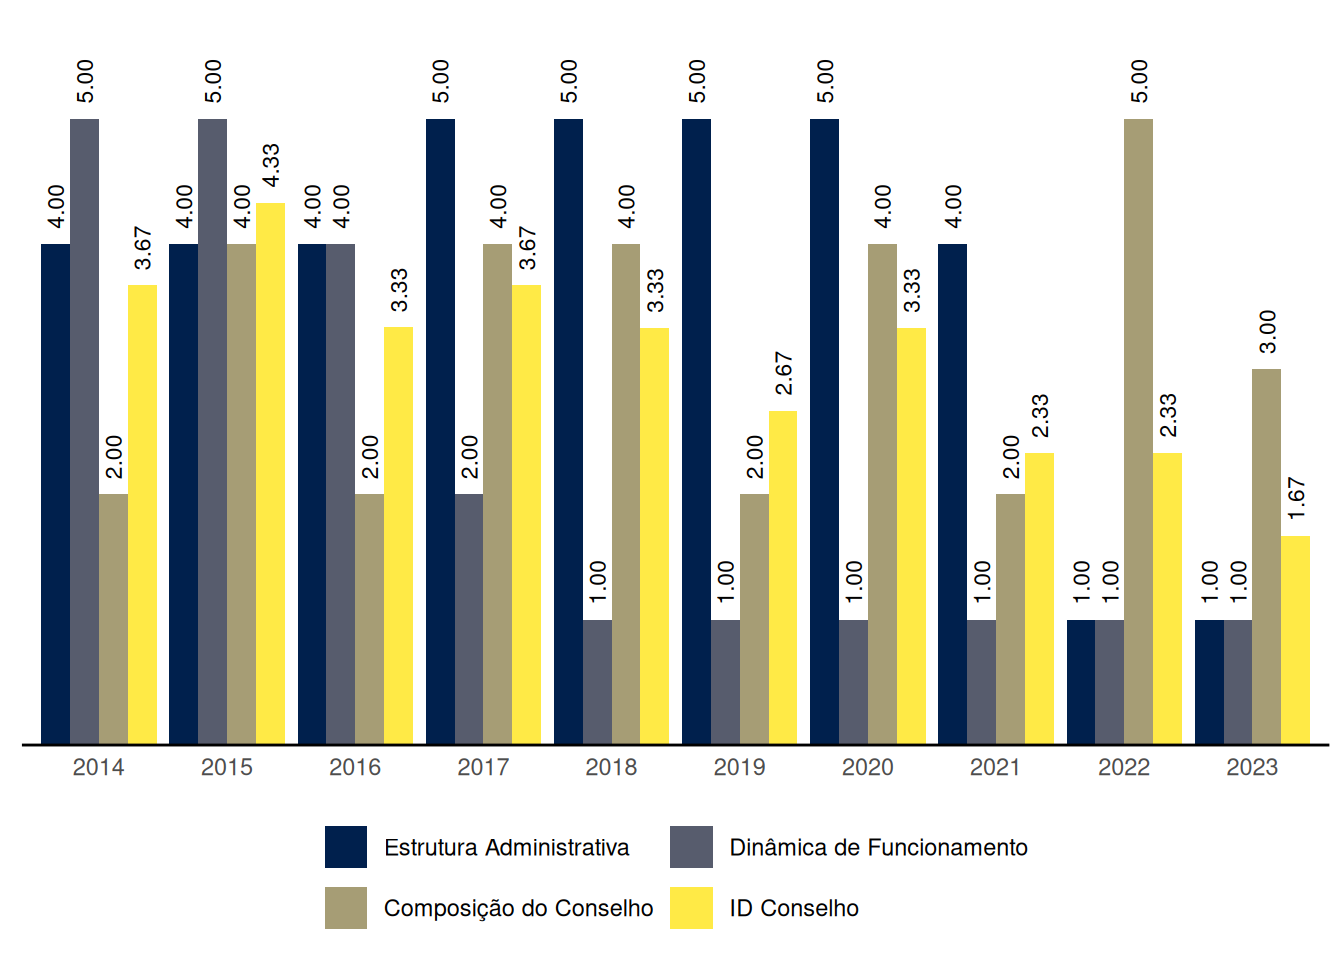 4.00 5.00 2.00 3.67 4.00 5.00 4.00 4.33 4.00 4.00 2.00 3.33 5.00 2.00 4.00 3.67 5.00 1.00 4.00 3.33 5.00 1.00 2.00 2.67 5.00 1.00 4.00 3.33 4.00 1.00 2.00 2.33 1.00 1.00 5.00 2.33 1.00 1.00 3.00 1.67
2014 2015 2016 2017 2018 2019 2020 2021 2022 2023
Estrutura Administrativa Dinâmica de Funcionamento
Composição do Conselho ID Conselho